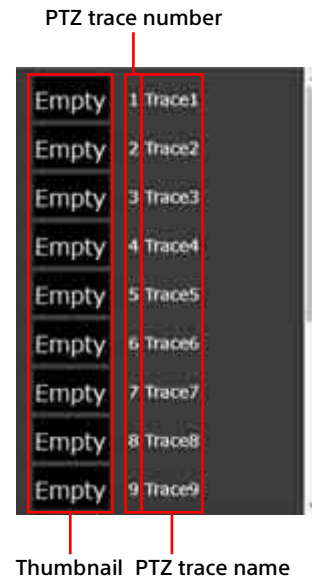 PTZ trace number
Empty 1 Trace1
Empty 2 Trace2
Empty 3 Trace3
Empty 4 Trace4
Empty 5 Trace5
Empty 6 Trace6
Empty 7 Trace7
Empty 8 Trace8
Empty 9 Trace9
Thumbnail PTZ trace name